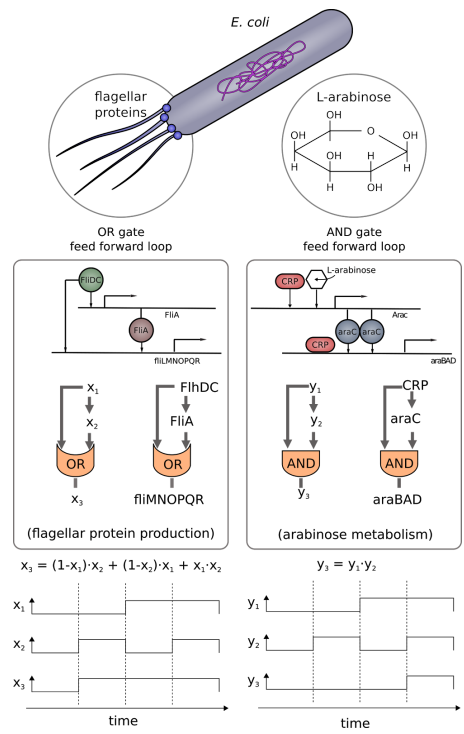 E. coli
flagellar
proteins
L-arabinose
OH
O
OH
OH
OH
H
H
H
H
OH
OR gate
feed forward loop
AND gate
feed forward loop
FliDC
FliA
FliA
fliLMNOPQR
CRP
L-arabinose
Arac
araC
araC
CRP
araBAD
x1
x2
OR
x3
FlhDC
FliA
OR
fliMNOPQR
y1
y2
AND
y3
CRP
araC
AND
araBAD
(flagellar protein production)
(arabinose metabolism)
x3 = (1-x1)·x2 + (1-x2)·x1 + x1·x2
y3 = y1·y2
x1
x2
x3
time
y1
y2
y3
time